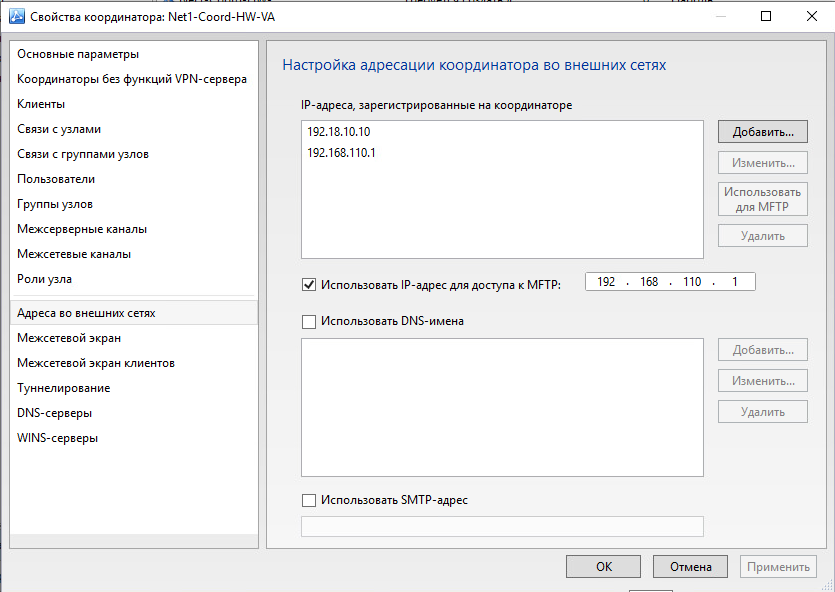 Свойства координатора: Net1-Coord-HW-VA
Основные параметры
Координаторы без функций VPN-сервера
Клиенты
Связи с узлами
Связи с группами узлов
Пользователи
Группы узлов
Межсерверные каналы
Межсетевые каналы
Роли узла
Адреса во внешних сетях
Межсетевой экран
Межсетевой экран клиентов
Туннелирование
DNS-серверы
WINS-серверы
Настройка адресации координатора во внешних сетях
IP-адреса, зарегистрированные на координаторе
192.18.10.10
192.168.110.1
Добавить...
Изменить...
Использовать
для MFTP
Удалить
Использовать IP-адрес для доступа к MFTP:
192 . 168 . 110 . 1
Использовать DNS-имена
Добавить...
Изменить...
Удалить
Использовать SMTP-адрес
OK
Отмена
Применить